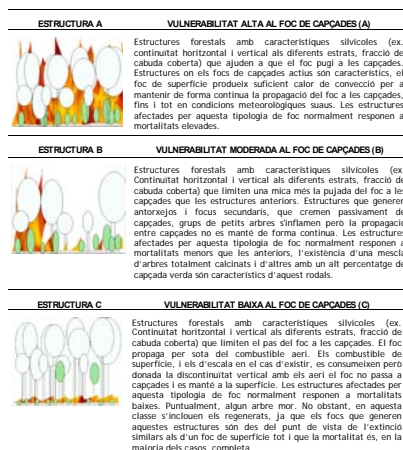 ESTRUCTURA A VULNERABILITAT ALTA AL FOC DE CAPÇADES (A)
Estructures forestals amb característiques silvícoles (ex.
continuïtat horitzontal i vertical als diferents estrats, fracció de
cabuda coberta) que ajuden a que el foc pugi a les capçades.
Estructures on els focs de capçades actius són característics, el
foc de superfície produeix suficient calor de convecció per a
mantenir de forma continua la propagació del foc a les capçades,
fins i tot en condicions meteorològiques suaus. Les estructures
afectades per aquesta tipologia de foc normalment responen a
mortalitats elevades.
ESTRUCTURA B VULNERABILITAT MODERADA AL FOC DE CAPÇADES (B)
Estructures forestals amb característiques silvícoles (ex
Continuïtat horitzontal i vertical als diferents estrats, fracció de
cabuda coberta) que limiten una mica més la pujada del foc a les
capçades que les estructures anteriors. Estructures que generen
antorxejos i focus secundaris, que cremen passivament de
capçades, grups de petits arbres s'inflamen però la propagació
entre capçades no es manté de forma continua. Les estructures
afectades per aquesta tipologia de foc normalment responen a
mortalitats menors que les anteriors, l'existència d'una mescla
d'arbres totalment calcinats i d'altres amb un alt percentatge de
capçada verda són característics d'aquest rodals.
ESTRUCTURA C VULNERABILITAT BAIXA AL FOC DE CAPÇADES (C)
Estructures forestals amb característiques silvícoles (ex.
Continuïtat horitzontal i vertical als diferents estrats, fracció de
cabuda coberta) que limiten el pas del foc a les capçades. El foc
propaga per sota del combustible aeri. Els combustible de
superfície, i els d'escala en el cas d'existir, es consumeixen però
donada la discontinuïtat vertical amb els aeri el foc no passa a
capçades i es manté a la superfície. Les estructures afectades per
aquesta tipologia de foc normalment responen a mortalitats
baixes. Puntualment, algun arbre mor. No obstant, en aquesta
classe s'inclouen els regenerats, ja que els focs que generen
aquestes estructures són des del punt de vista de l'extinció
similars als d'un foc de superfície tot i que la mortalitat és, en la
majoria dels casos, completa.